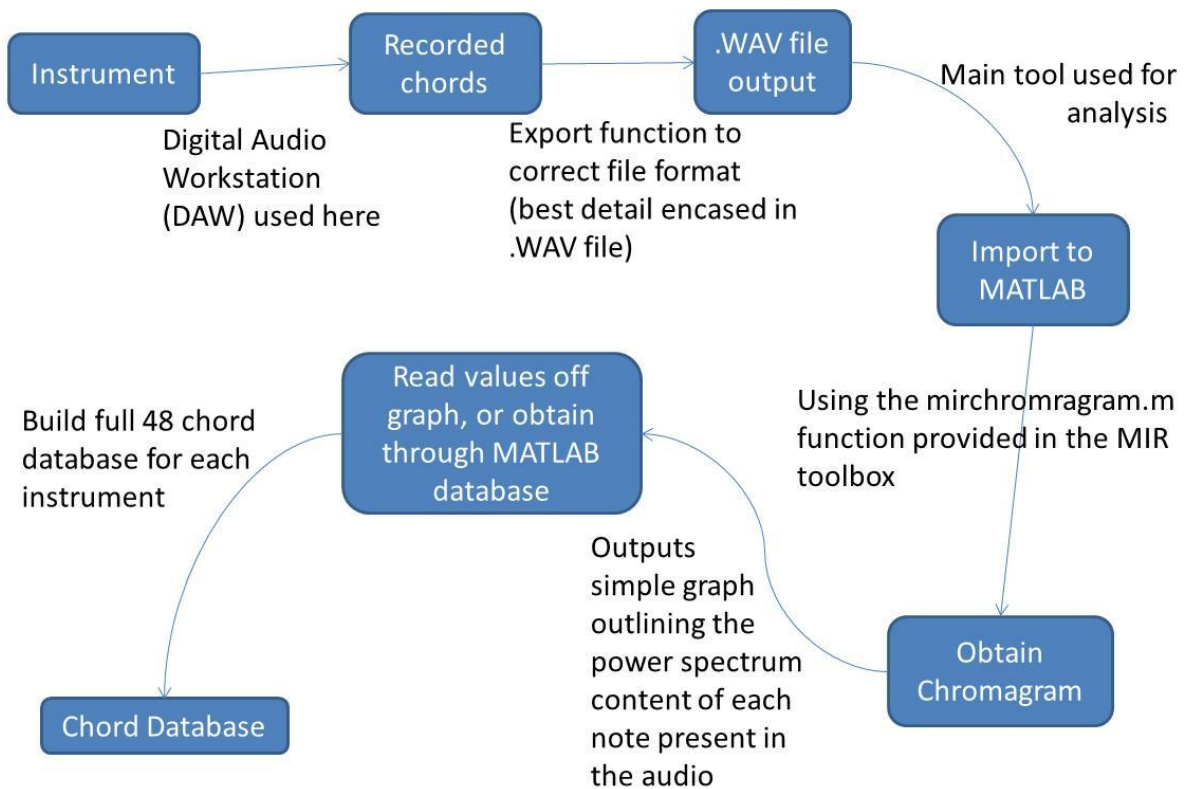 Instrument
Recorded
chords
.WAV file
output
Digital Audio
Workstation
(DAW) used here
Export function to
correct file format
(best detail encased in
.WAV file)
Main tool used for
analysis
Import to
MATLAB
Using the mirchromragram.m
function provided in the MIR
toolbox
Obtain
Chromagram
Outputs
simple graph
outlining the
power spectrum
content of each
note present in
the audio
Read values off
graph, or obtain
through MATLAB
database
Build full 48 chord
database for each
instrument
Chord Database